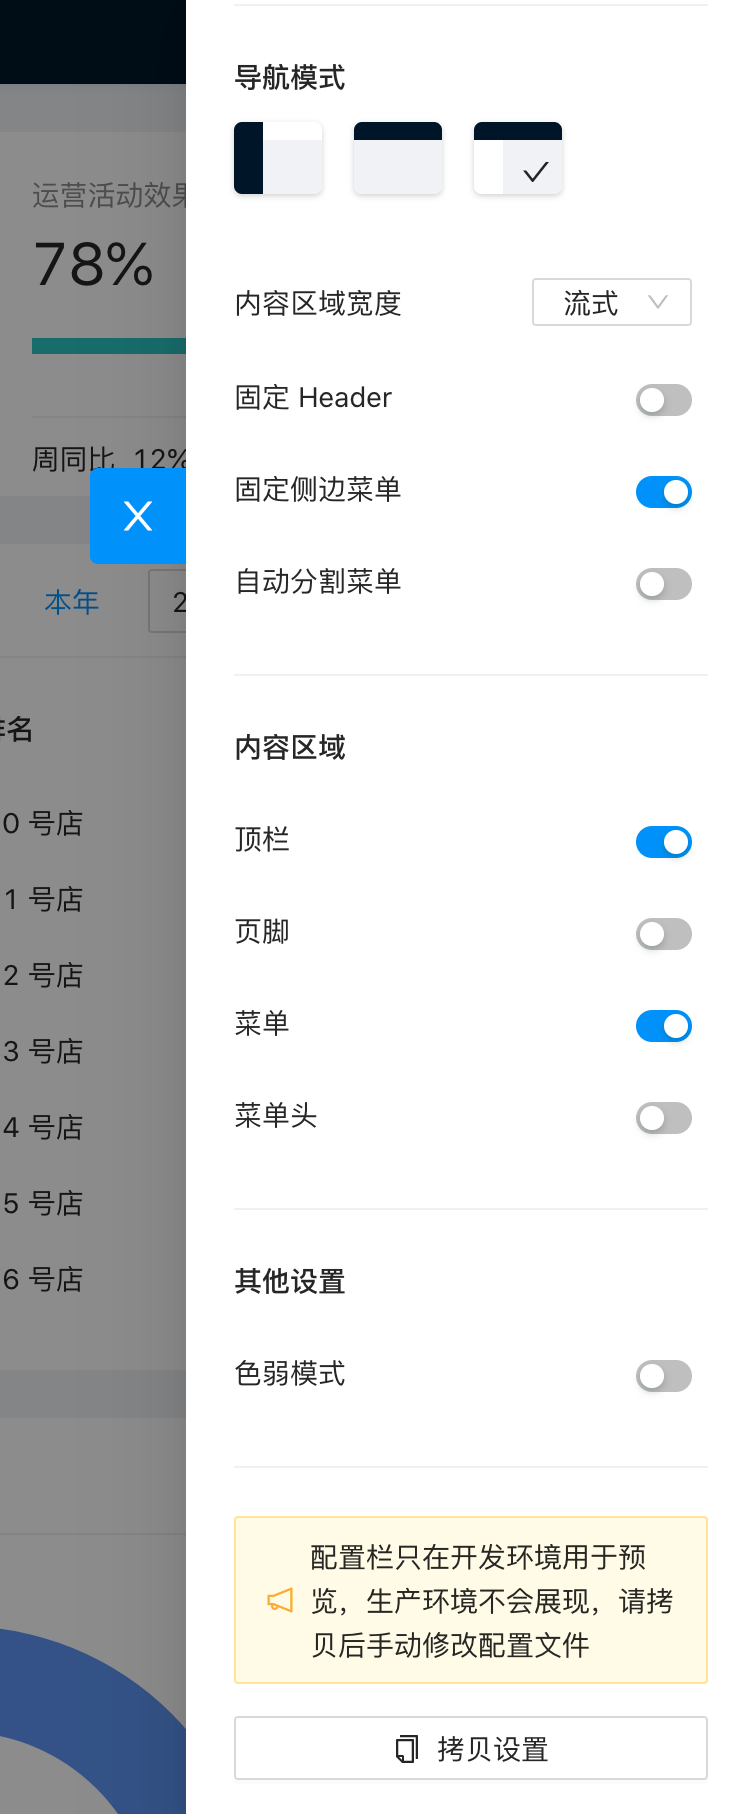 导航模式
内容区域宽度 流式
固定 Header
固定侧边菜单
自动分割菜单
内容区域
顶栏
页脚
菜单
菜单头
其他设置
色弱模式
配置栏只在开发环境用于预
览，生产环境不会展现，请拷
贝后手动修改配置文件
拷贝设置
运营活动效
78%
周同比 12%
本年 2
名
0 号店
1 号店
2 号店
3 号店
4 号店
5 号店
6 号店